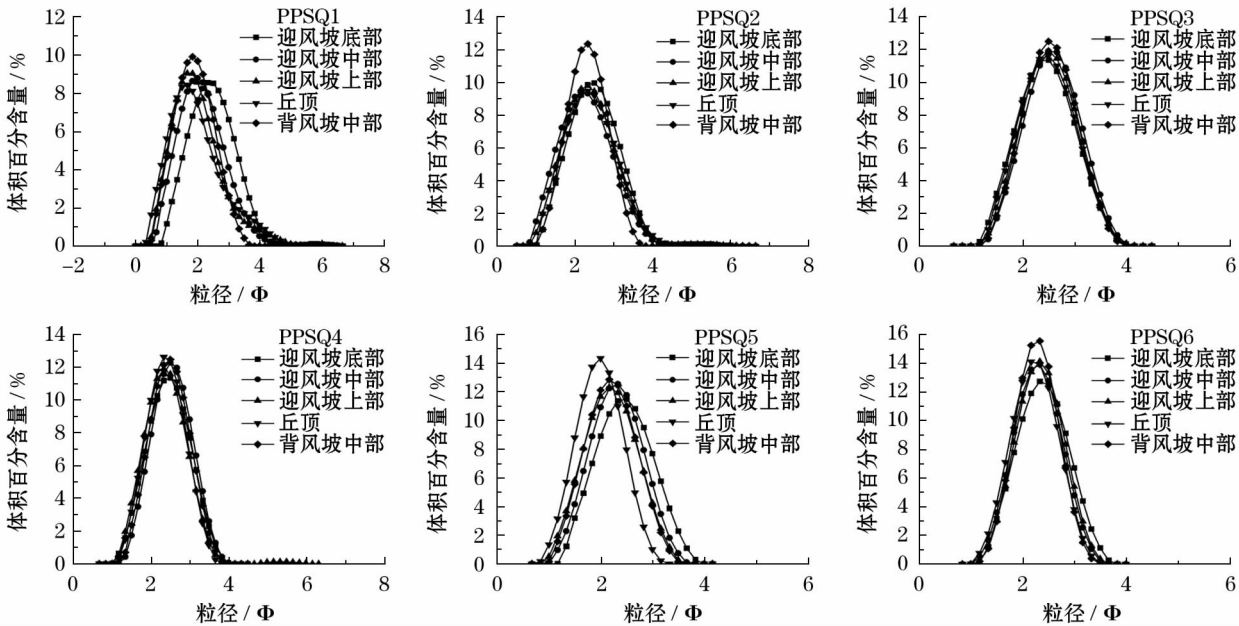 PPSQ1
迎风坡底部
迎风坡中部
迎风坡上部
丘顶
背风坡中部
12
10
8
6
4
2
0
体积百分含量 / %
−2 0 2 4 6 8
粒径 / Φ
PPSQ2
迎风坡底部
迎风坡中部
迎风坡上部
丘顶
背风坡中部
14
12
10
8
6
4
2
0
体积百分含量 / %
0 2 4 6 8
粒径 / Φ
PPSQ3
迎风坡底部
迎风坡中部
迎风坡上部
丘顶
背风坡中部
14
12
10
8
6
4
2
0
体积百分含量 / %
0 2 4 6
粒径 / Φ
PPSQ4
迎风坡底部
迎风坡中部
迎风坡上部
丘顶
背风坡中部
14
12
10
8
6
4
2
0
体积百分含量 / %
0 2 4 6 8
粒径 / Φ
PPSQ5
迎风坡底部
迎风坡中部
迎风坡上部
丘顶
背风坡中部
16
14
12
10
8
6
4
2
0
体积百分含量 / %
0 2 4 6
粒径 / Φ
PPSQ6
迎风坡底部
迎风坡中部
迎风坡上部
丘顶
背风坡中部
16
14
12
10
8
6
4
2
0
体积百分含量 / %
0 2 4 6
粒径 / Φ